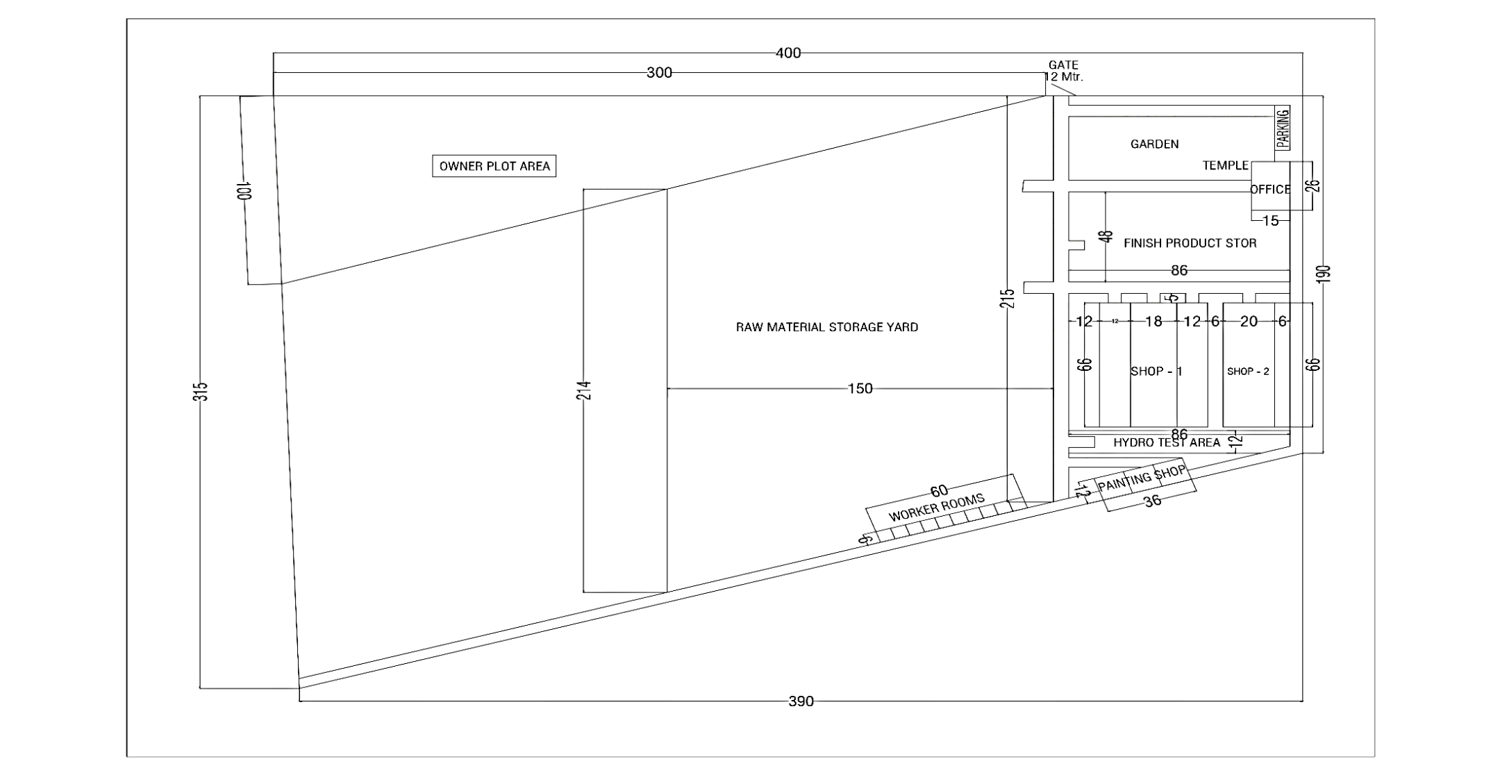 400
300
GATE
12 Mtr.
100
OWNER PLOT AREA
GARDEN
PARKING
TEMPLE
OFFICE
26
15
48
FINISH PRODUCT STOR
86
190
215
5
12
12
18
12
6
20
6
RAW MATERIAL STORAGE YARD
66
SHOP - 1
SHOP - 2
66
315
214
150
86
HYDRO TEST AREA
12
60
WORKER ROOMS
6
12
PAINTING SHOP
36
390